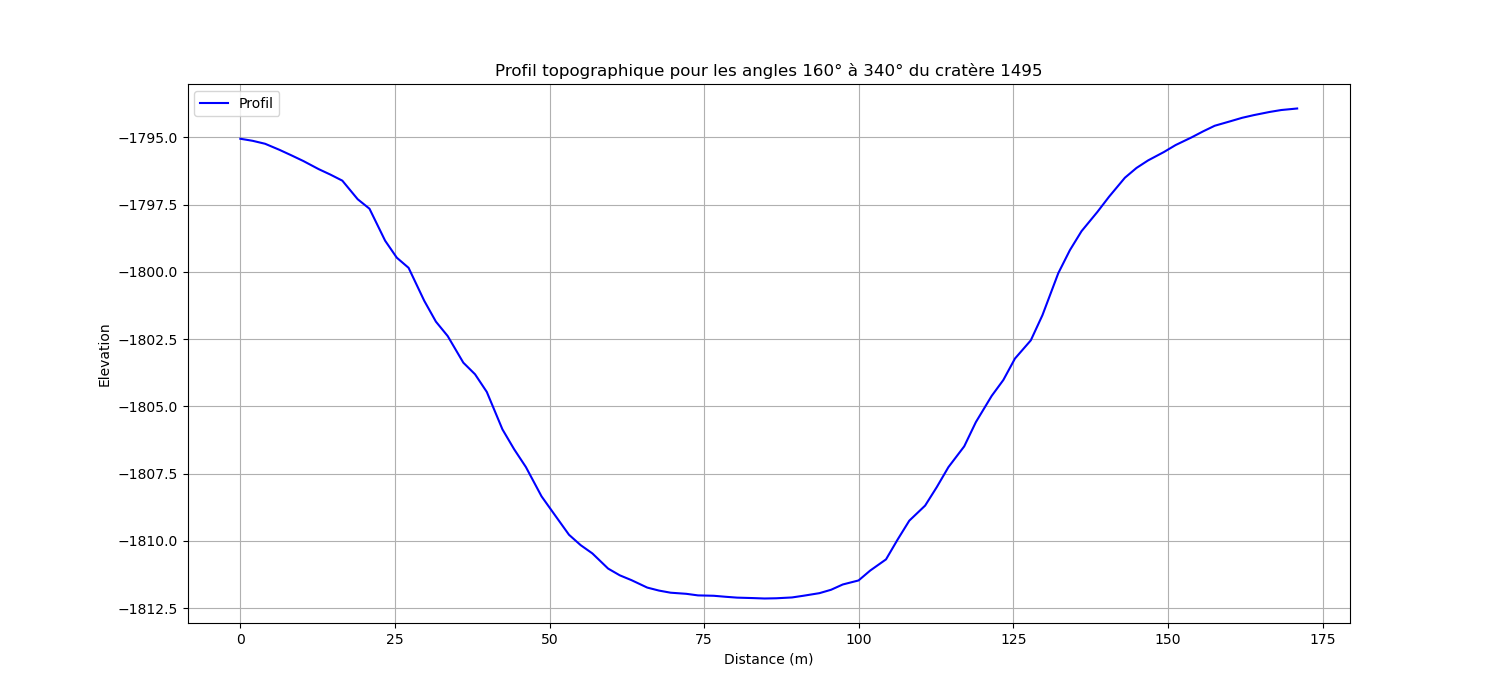 Profil topographique pour les angles 160° à 340° du cratère 1495
Profil
−1795.0
−1797.5
−1800.0
−1802.5
−1805.0
−1807.5
−1810.0
−1812.5
Elevation
0 25 50 75 100 125 150 175
Distance (m)